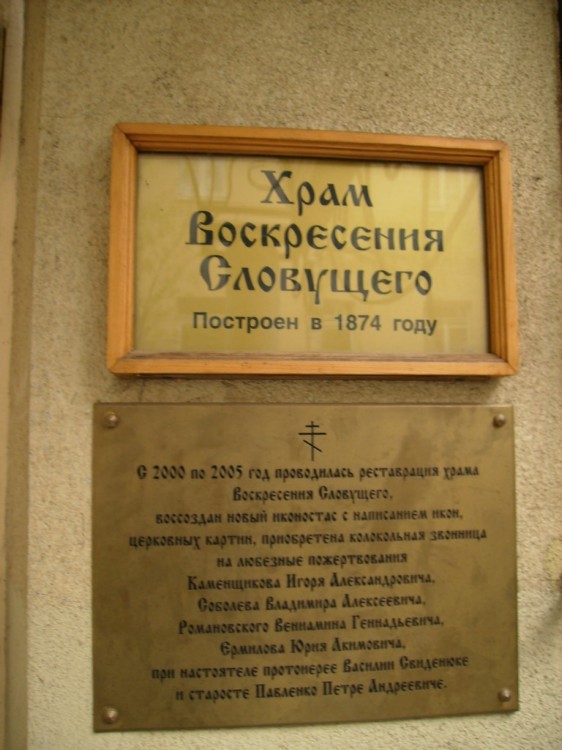 Храм
Воскресения
Словущего
Построен в 1874 году
С 2000 по 2005 год проводилась реставрация храма
Воскресения Словущего,
воссоздан новый иконостас с написанием икон,
церковных картин, приобретена колокольная звонница
на любезные пожертвования
Каменщикова Игоря Александровича,
Соболева Владимира Алексеевича,
Романовского Вениамина Геннадьевича,
Ермилова Юрия Акимовича,
при настоятеле протоиерее Василии Свиденюке
и старосте Павленко Петре Андреевиче.